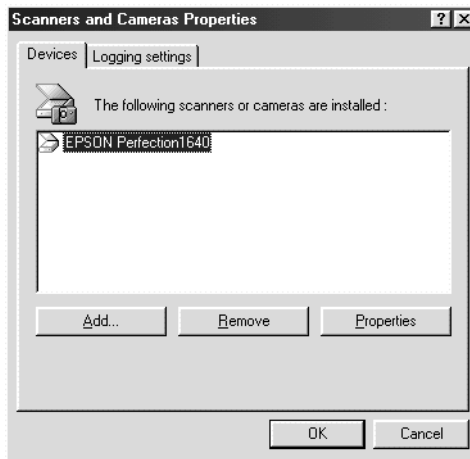 Scanners and Cameras Properties
Devices
Logging settings
The following scanners or cameras are installed :
EPSON Perfection1640
Add...
Remove
Properties
OK
Cancel